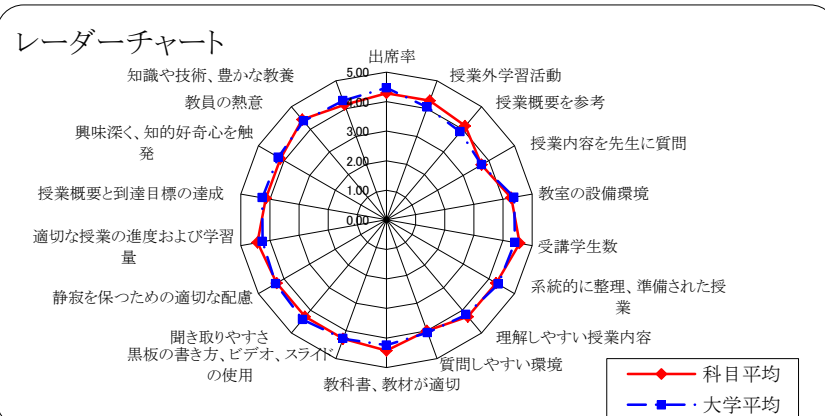 レーダーチャート
出席率
授業外学習活動
授業概要を参考
授業内容を先生に質問
教室の設備環境
受講学生数
系統的に整理、準備された授
業
理解しやすい授業内容
質問しやすい環境
教科書、教材が適切
黒板の書き方、ビデオ、スライド
の使用
聞き取りやすさ
静寂を保つための適切な配慮
適切な授業の進度および学習
量
授業概要と到達目標の達成
興味深く、知的好奇心を触
発
教員の熱意
知識や技術、豊かな教養
5.00
4.00
3.00
2.00
1.00
0.00
科目平均
大学平均